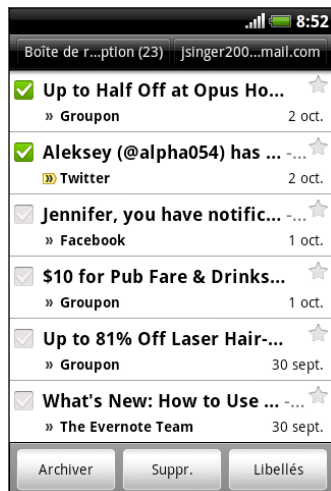 8:52
Boîte de r...ption (23) Jsinger200...mail.com
Up to Half Off at Opus Ho...
» Groupon 2 oct.
Aleksey (@alpha054) has ... -...
» Twitter 2 oct.
Jennifer, you have notific... -...
» Facebook 1 oct.
$10 for Pub Fare & Drinks...
» Groupon 1 oct.
Up to 81% Off Laser Hair-...
» Groupon 30 sept.
What's New: How to Use ... -...
» The Evernote Team 30 sept.
Archiver Suppr. Libellés